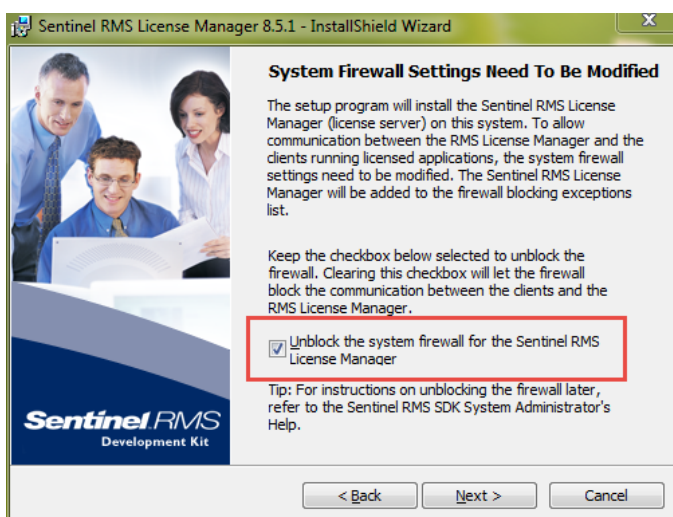 Sentinel RMS License Manager 8.5.1 - InstallShield Wizard
System Firewall Settings Need To Be Modified
The setup program will install the Sentinel RMS License
Manager (license server) on this system. To allow
communication between the RMS License Manager and the
clients running licensed applications, the system firewall
settings need to be modified. The Sentinel RMS License
Manager will be added to the firewall blocking exceptions
list.
Keep the checkbox below selected to unblock the
firewall. Clearing this checkbox will let the firewall
block the communication between the clients and the
RMS License Manager.
Unblock the system firewall for the Sentinel RMS
License Manager
Tip: For instructions on unblocking the firewall later,
refer to the Sentinel RMS SDK System Administrator's
Help.
Sentinel.RMS
Development Kit
< Back
Next >
Cancel